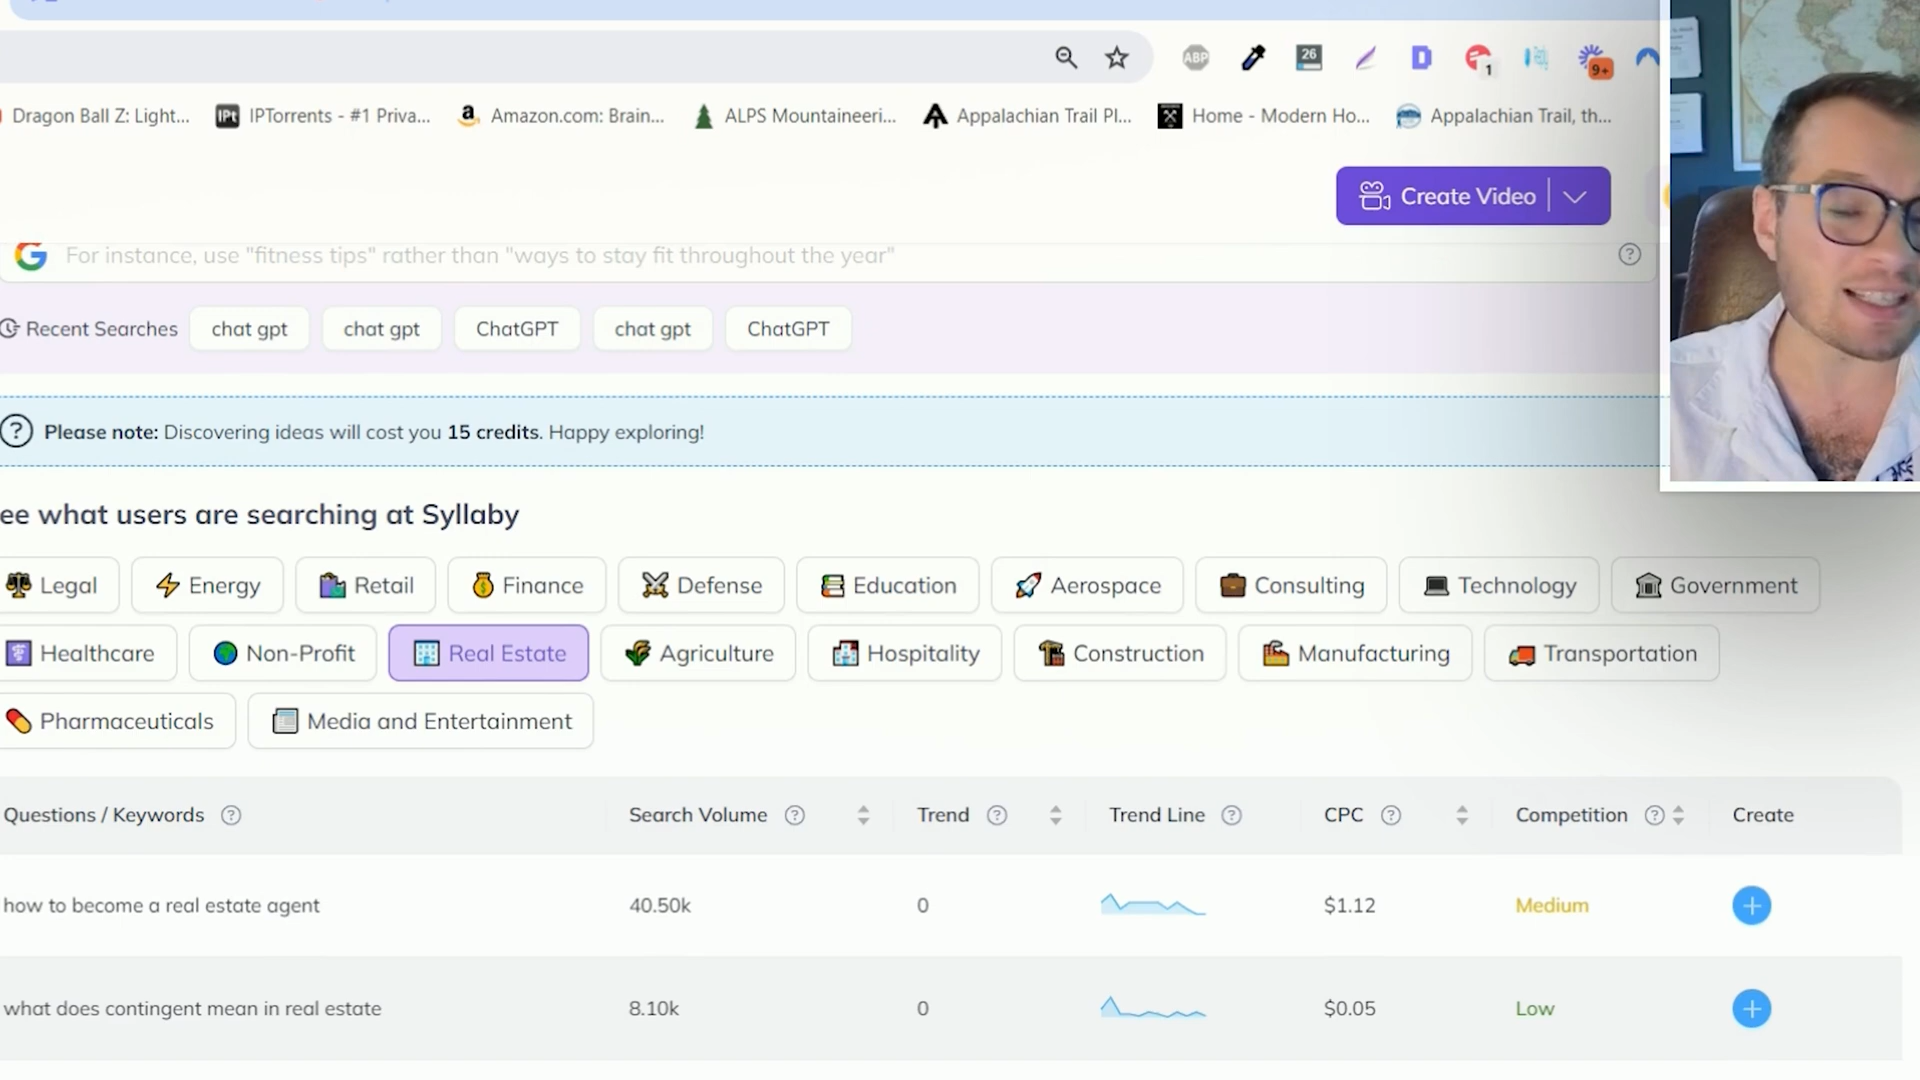 ABP
26
1
9+
Dragon Ball Z: Light...
IPt IPTorrents - #1 Priva...
Amazon.com: Brain...
ALPS Mountaineeri...
Appalachian Trail Pl...
Home - Modern Ho...
Appalachian Trail, th...
Create Video
For instance, use "fitness tips" rather than "ways to stay fit throughout the year"
Recent Searches chat gpt chat gpt ChatGPT chat gpt ChatGPT
Please note: Discovering ideas will cost you 15 credits. Happy exploring!
ee what users are searching at Syllaby
Legal Energy Retail Finance Defense Education Aerospace Consulting Technology Government
Healthcare Non-Profit Real Estate Agriculture Hospitality Construction Manufacturing Transportation
Pharmaceuticals Media and Entertainment
Questions / Keywords Search Volume Trend Trend Line CPC Competition Create
how to become a real estate agent 40.50k 0 $1.12 Medium
what does contingent mean in real estate 8.10k 0 $0.05 Low